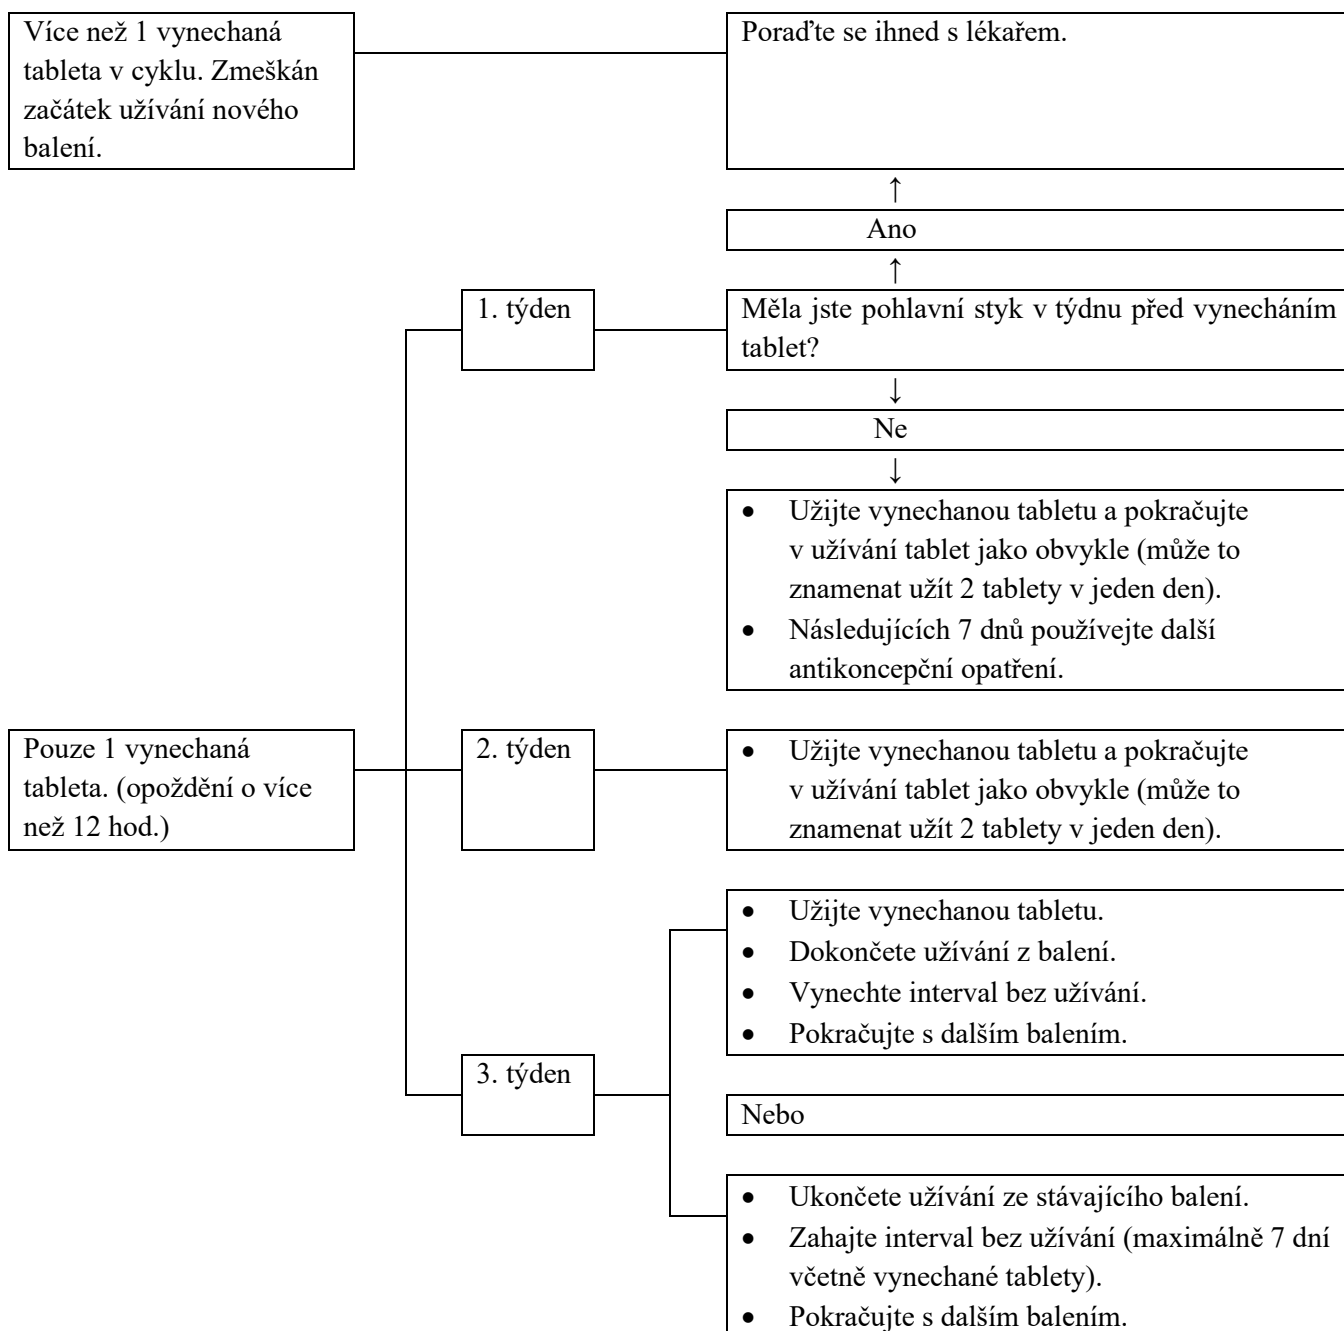 Více než 1 vynechaná
tableta v cyklu. Zmeškán
začátek užívání nového
balení.
Poraďte se ihned s lékařem.
↑
Ano
↑
1. týden
Měla jste pohlavní styk v týdnu před vynecháním
tablet?
↓
Ne
↓
• Užijte vynechanou tabletu a pokračujte
v užívání tablet jako obvykle (může to
znamenat užít 2 tablety v jeden den).
• Následujících 7 dnů používejte další
antikoncepční opatření.
Pouze 1 vynechaná
tableta. (opoždění o více
než 12 hod.)
2. týden
• Užijte vynechanou tabletu a pokračujte
v užívání tablet jako obvykle (může to
znamenat užít 2 tablety v jeden den).
• Užijte vynechanou tabletu.
• Dokončete užívání z balení.
• Vynechte interval bez užívání.
• Pokračujte s dalším balením.
3. týden
Nebo
• Ukončete užívání ze stávajícího balení.
• Zahajte interval bez užívání (maximálně 7 dní
včetně vynechané tablety).
• Pokračujte s dalším balením.